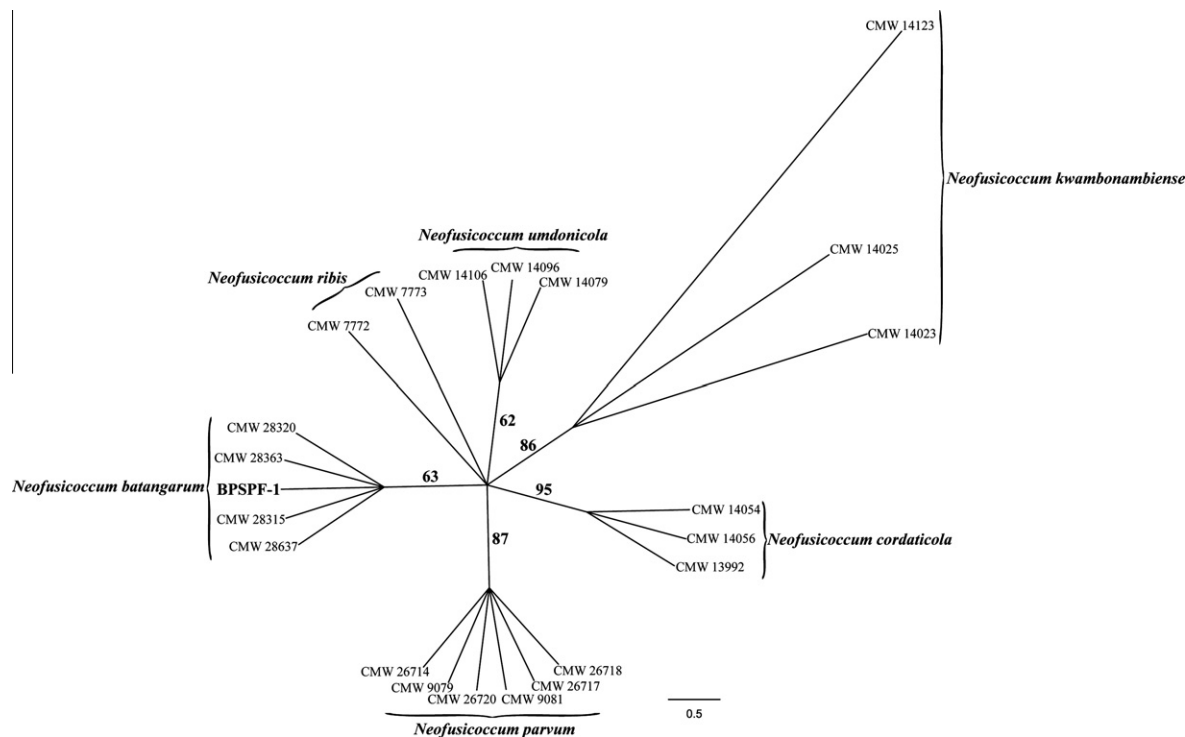 CMW 14123
Neofusicoccum kwambonambiense
Neofusicoccum umdonicola
CMW 14096
CMW 14106
CMW 14079
CMW 14025
Neofusicoccum ribis
CMW 7773
CMW 7772
CMW 14023
62
86
CMW 28320
CMW 28363
Neofusicoccum batangarum
BPSPF-1
63
95
CMW 28315
CMW 28637
CMW 14054
CMW 14056
Neofusicoccum cordaticola
CMW 13992
87
CMW 26714
CMW 26718
CMW 9079
CMW 26717
CMW 26720
CMW 9081
0.5
Neofusicoccum parvum